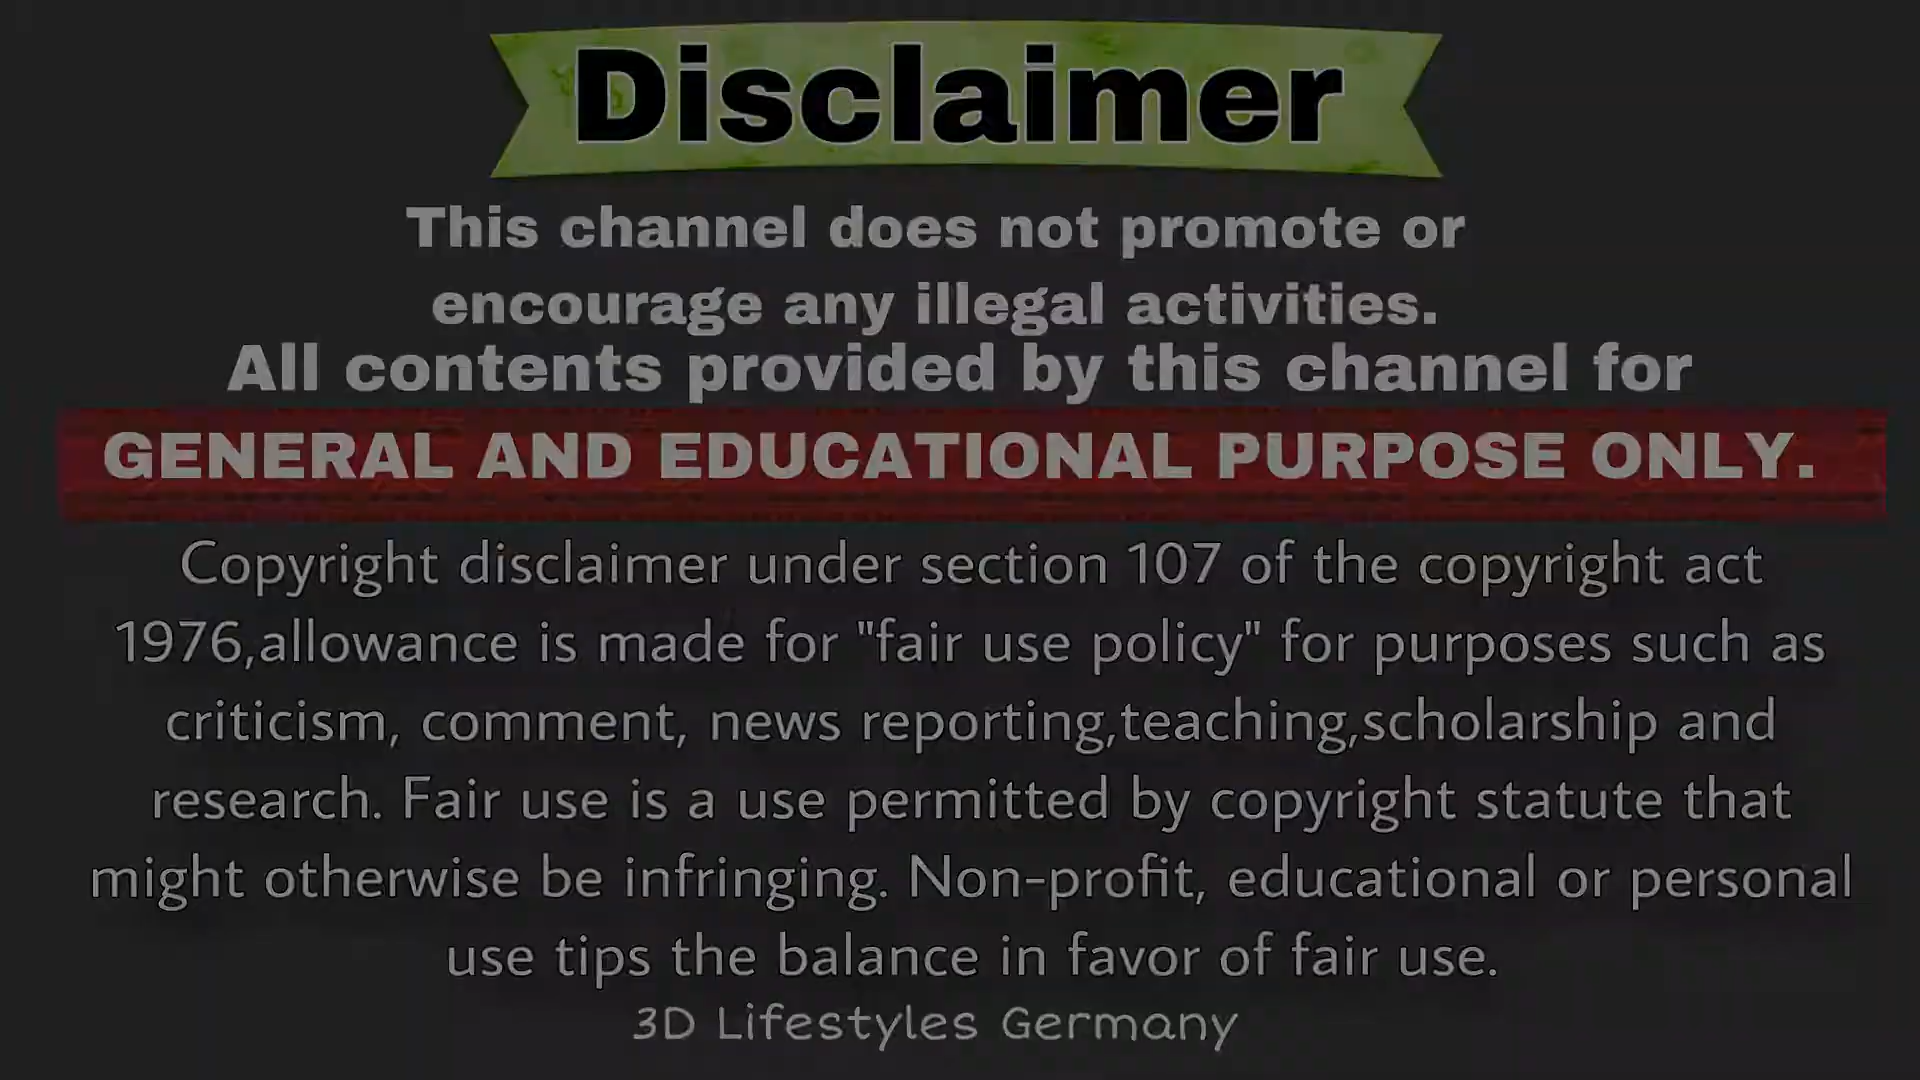 Disclaimer
This channel does not promote or
encourage any illegal activities.
All contents provided by this channel for
GENERAL AND EDUCATIONAL PURPOSE ONLY.
Copyright disclaimer under section 107 of the copyright act
1976,allowance is made for "fair use policy" for purposes such as
criticism, comment, news reporting,teaching,scholarship and
research. Fair use is a use permitted by copyright statute that
might otherwise be infringing. Non-profit, educational or personal
use tips the balance in favor of fair use.
3D Lifestyles Germany